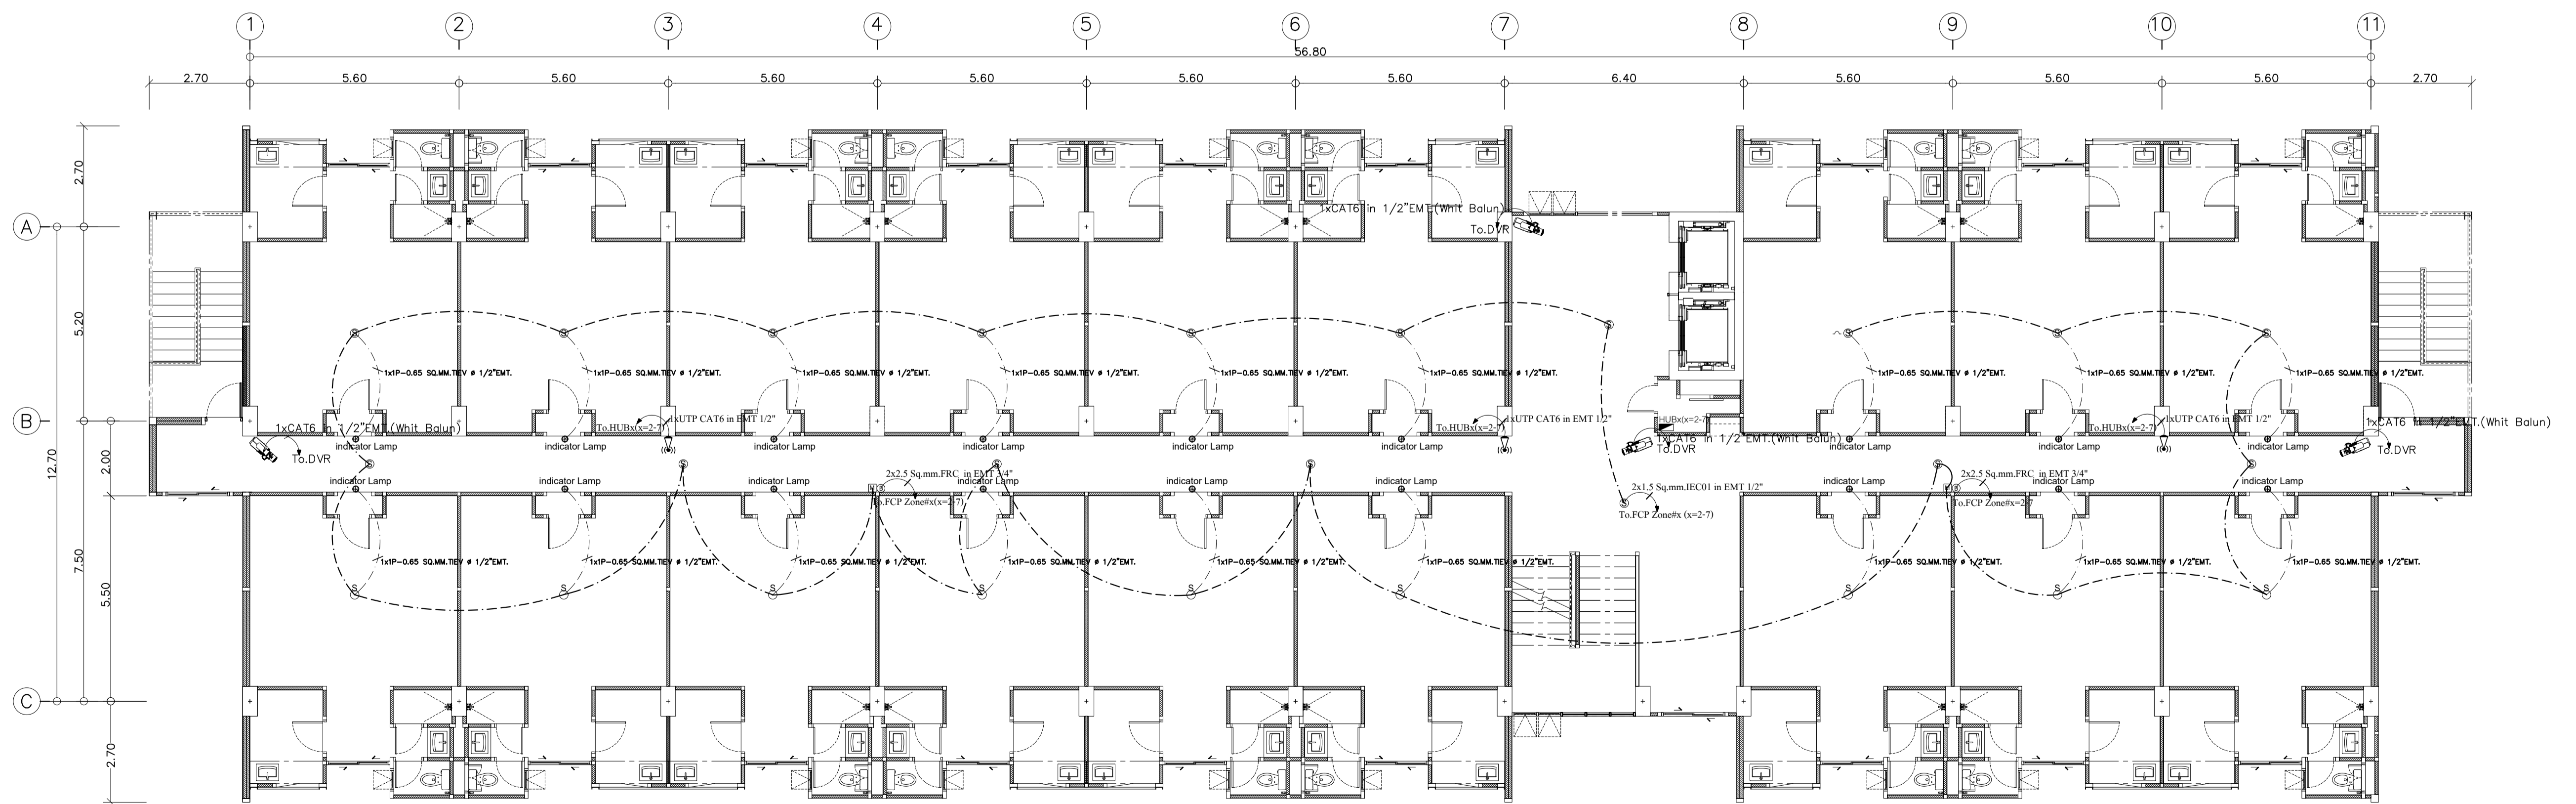 1 2 3 4 5 6 7 8 9 10 11
56.80
2.70 5.60 5.60 5.60 5.60 5.60 5.60 6.40 5.60 5.60 5.60 2.70
2.70
A
1xCAT6 in 1/2"EMT.(Whit Balun)
To.DVR
5.20
S S S S S S S S S S
1x1P-0.65 SQ.MM.TIEV ø 1/2"EMT. 1x1P-0.65 SQ.MM.TIEV ø 1/2"EMT. 1x1P-0.65 SQ.MM.TIEV ø 1/2"EMT. 1x1P-0.65 SQ.MM.TIEV ø 1/2"EMT. 1x1P-0.65 SQ.MM.TIEV ø 1/2"EMT. 1x1P-0.65 SQ.MM.TIEV ø 1/2"EMT. 1x1P-0.65 SQ.MM.TIEV ø 1/2"EMT. 1x1P-0.65 SQ.MM.TIEV ø 1/2"EMT. 1x1P-0.65 SQ.MM.TIEV ø 1/2"EMT.
B
1xUTP CAT6 in EMT 1/2" 1xUTP CAT6 in EMT 1/2" HUBx(x=2-7) 1xUTP CAT6 in EMT 1/2"
1xCAT6 in 1/2"EMT.(Whit Balun) To.HUBx(x=2-7) To.HUBx(x=2-7) To.HUBx(x=2-7) 1xCAT6 in 1/2"EMT.(Whit Balun)
1xCAT6 in 1/2"EMT.(Whit Balun)
indicator Lamp indicator Lamp indicator Lamp indicator Lamp indicator Lamp indicator Lamp indicator Lamp indicator Lamp indicator Lamp
To.DVR To.DVR To.DVR
12.70
2.00
S S S S S S
2x2.5 Sq.mm.FRC in EMT 3/4" 2x2.5 Sq.mm.FRC in EMT 3/4"
indicator Lamp indicator Lamp indicator Lamp indicator Lamp indicator Lamp indicator Lamp indicator Lamp indicator Lamp indicator Lamp
2x1.5 Sq.mm.IEC01 in EMT 1/2"
To.FCP Zone#x(x=2-7) S To.FCP Zone#x=2-7
To.FCP Zone#x (x=2-7)
7.50
5.50
1x1P-0.65 SQ.MM.TIEV ø 1/2"EMT. 1x1P-0.65 SQ.MM.TIEV ø 1/2"EMT. 1x1P-0.65 SQ.MM.TIEV ø 1/2"EMT. 1x1P-0.65 SQ.MM.TIEV ø 1/2"EMT. 1x1P-0.65 SQ.MM.TIEV ø 1/2"EMT. 1x1P-0.65 SQ.MM.TIEV ø 1/2"EMT. 1x1P-0.65 SQ.MM.TIEV ø 1/2"EMT. 1x1P-0.65 SQ.MM.TIEV ø 1/2"EMT. 1x1P-0.65 SQ.MM.TIEV ø 1/2"EMT.
S S S S S S S S S
C
2.70